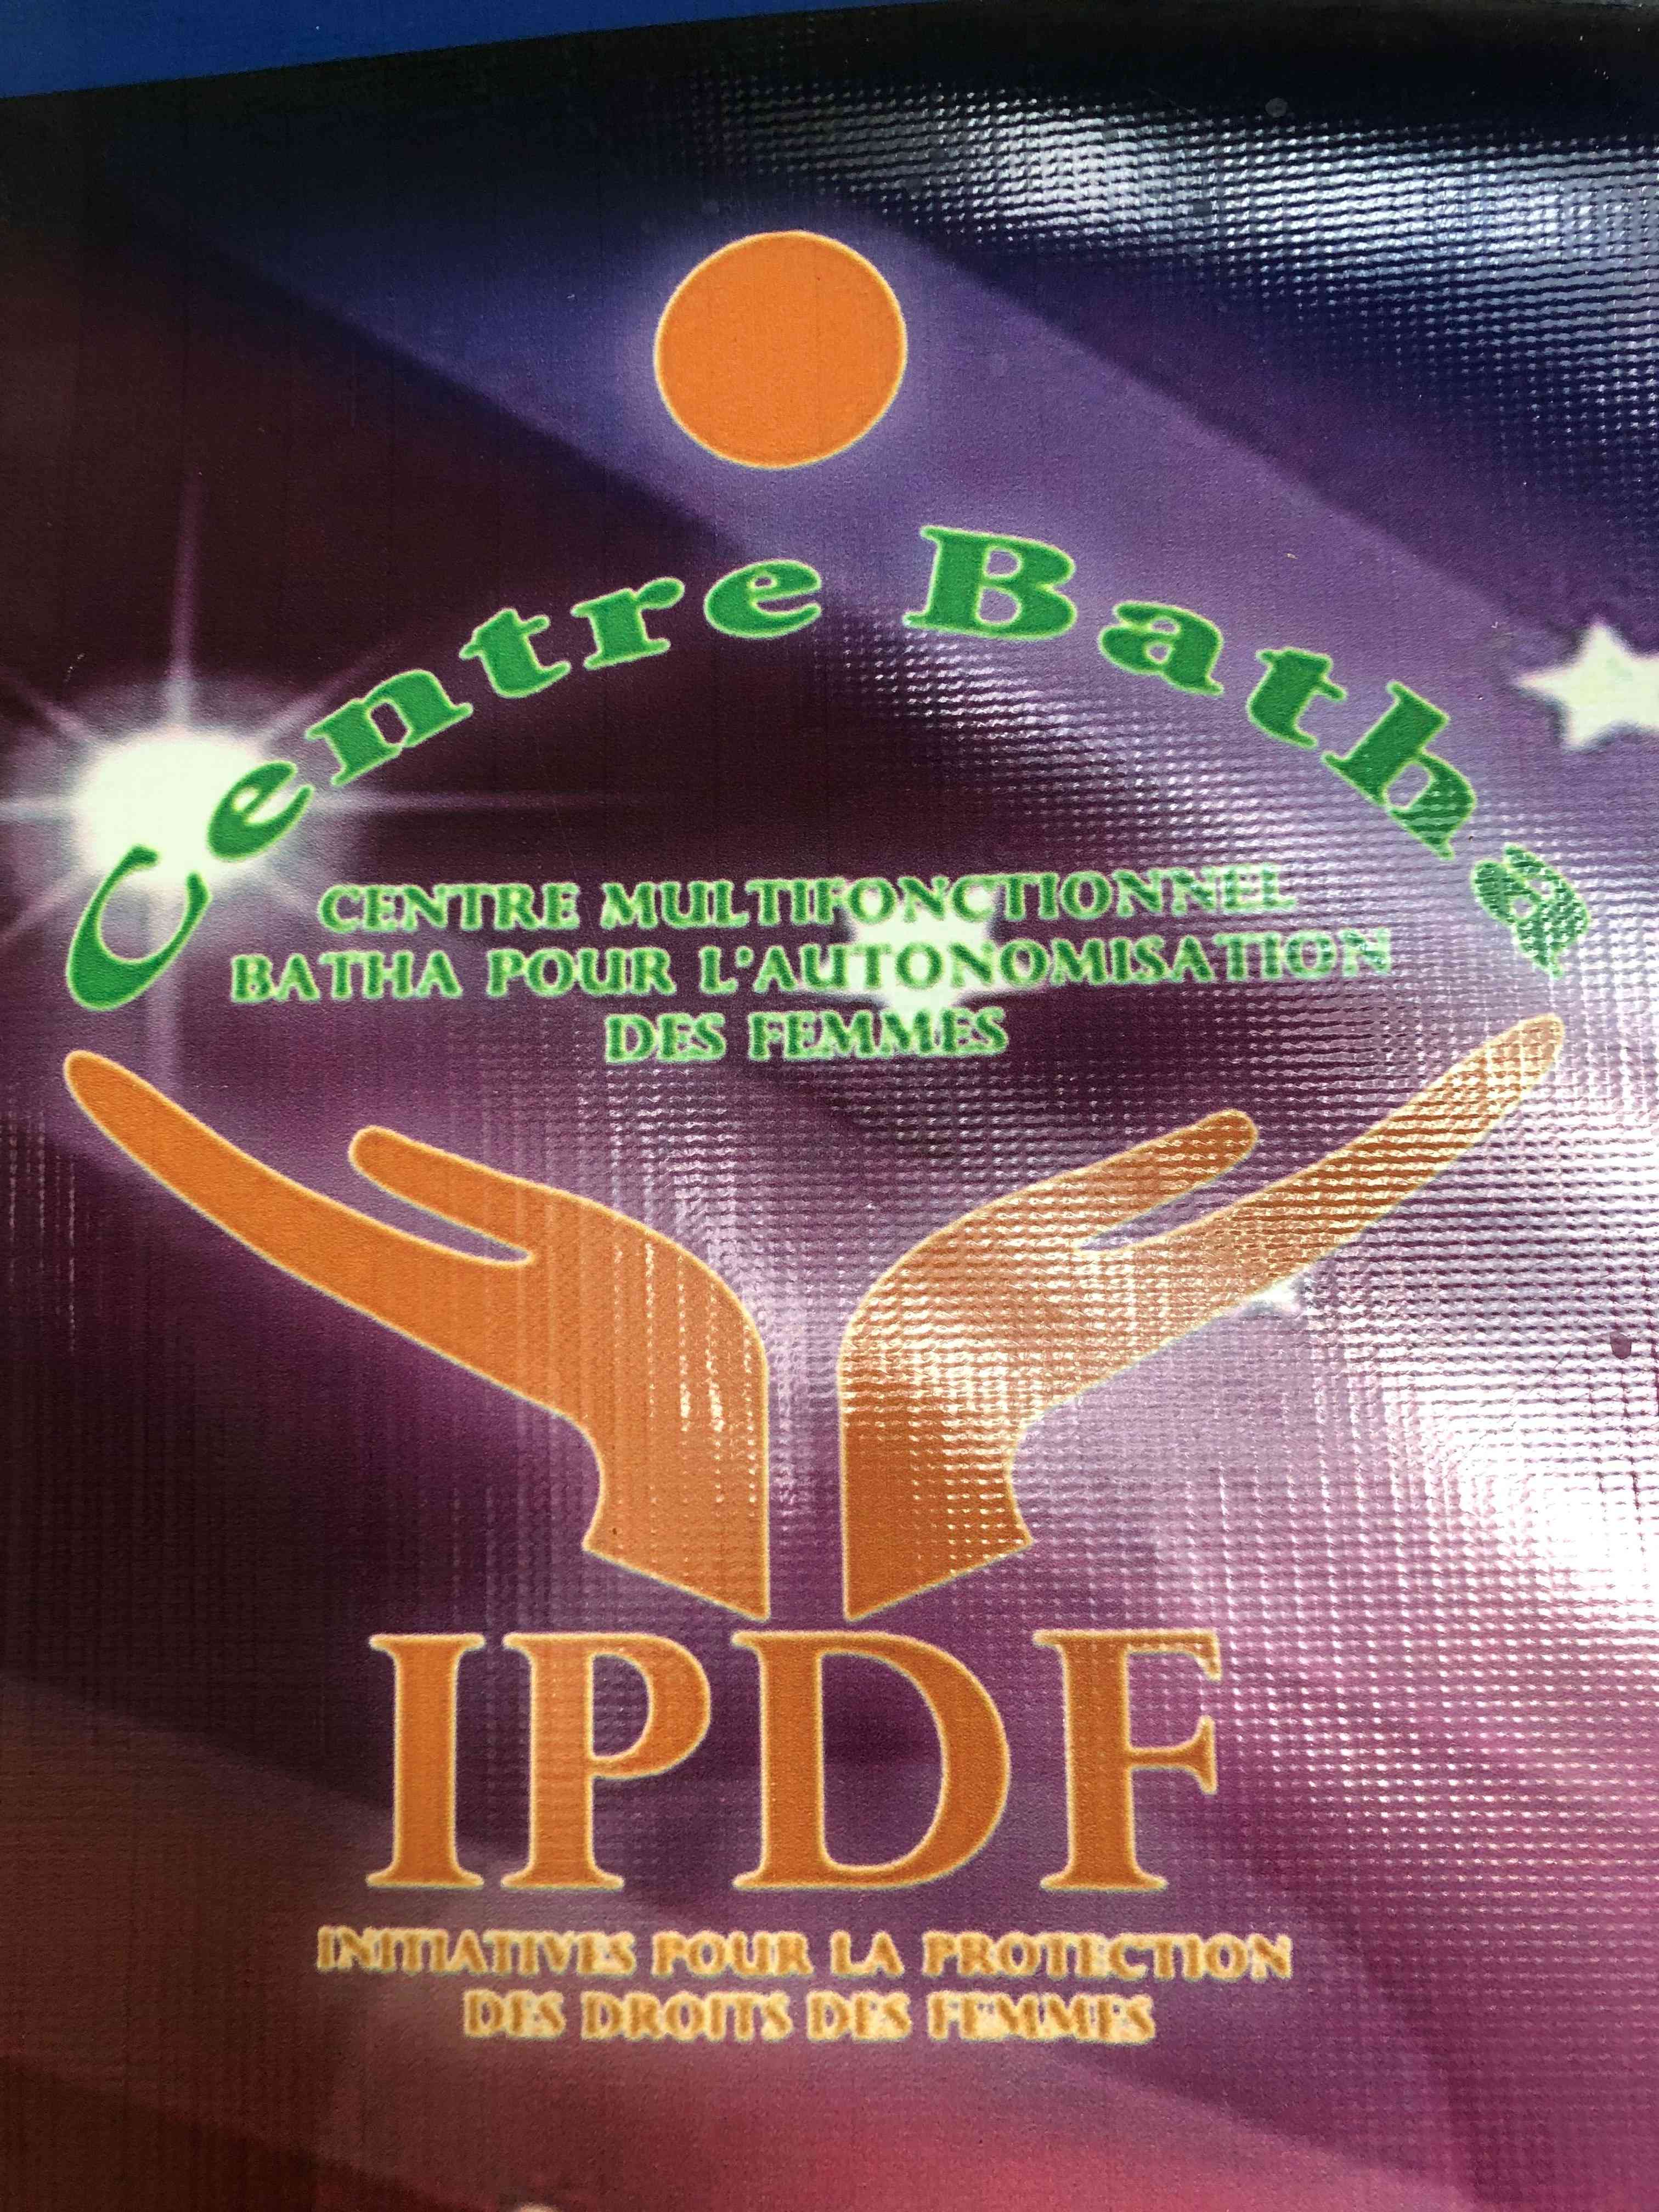 Centre Batha
CENTRE MULTIFONCTIONNEL
BATHA POUR L'AUTONOMISATION
DES FEMMES
IPDF
INITIATIVES POUR LA PROTECTION
DES DROITS DES FEMMES